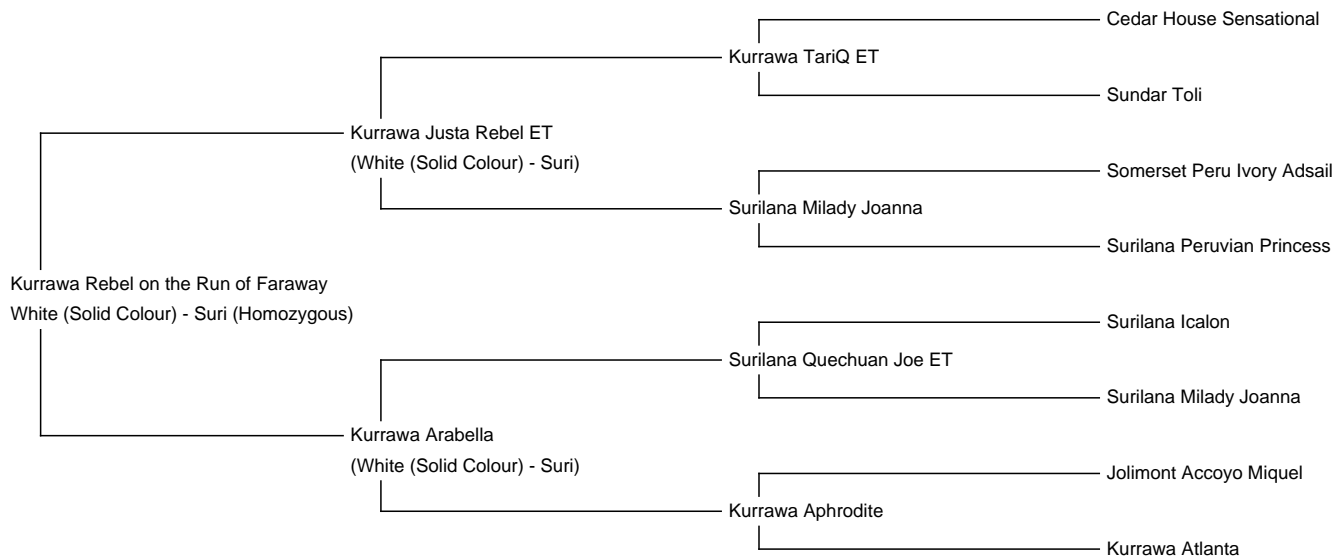 Cedar House Sensational
Kurrawa TariQ ET
Sundar Toli
Kurrawa Justa Rebel ET
(White (Solid Colour) - Suri)
Somerset Peru Ivory Adsail
Surilana Milady Joanna
Surilana Peruvian Princess
Kurrawa Rebel on the Run of Faraway
White (Solid Colour) - Suri (Homozygous)
Surilana Icalon
Surilana Quechuan Joe ET
Surilana Milady Joanna
Kurrawa Arabella
(White (Solid Colour) - Suri)
Jolimont Accoyo Miquel
Kurrawa Aphrodite
Kurrawa Atlanta